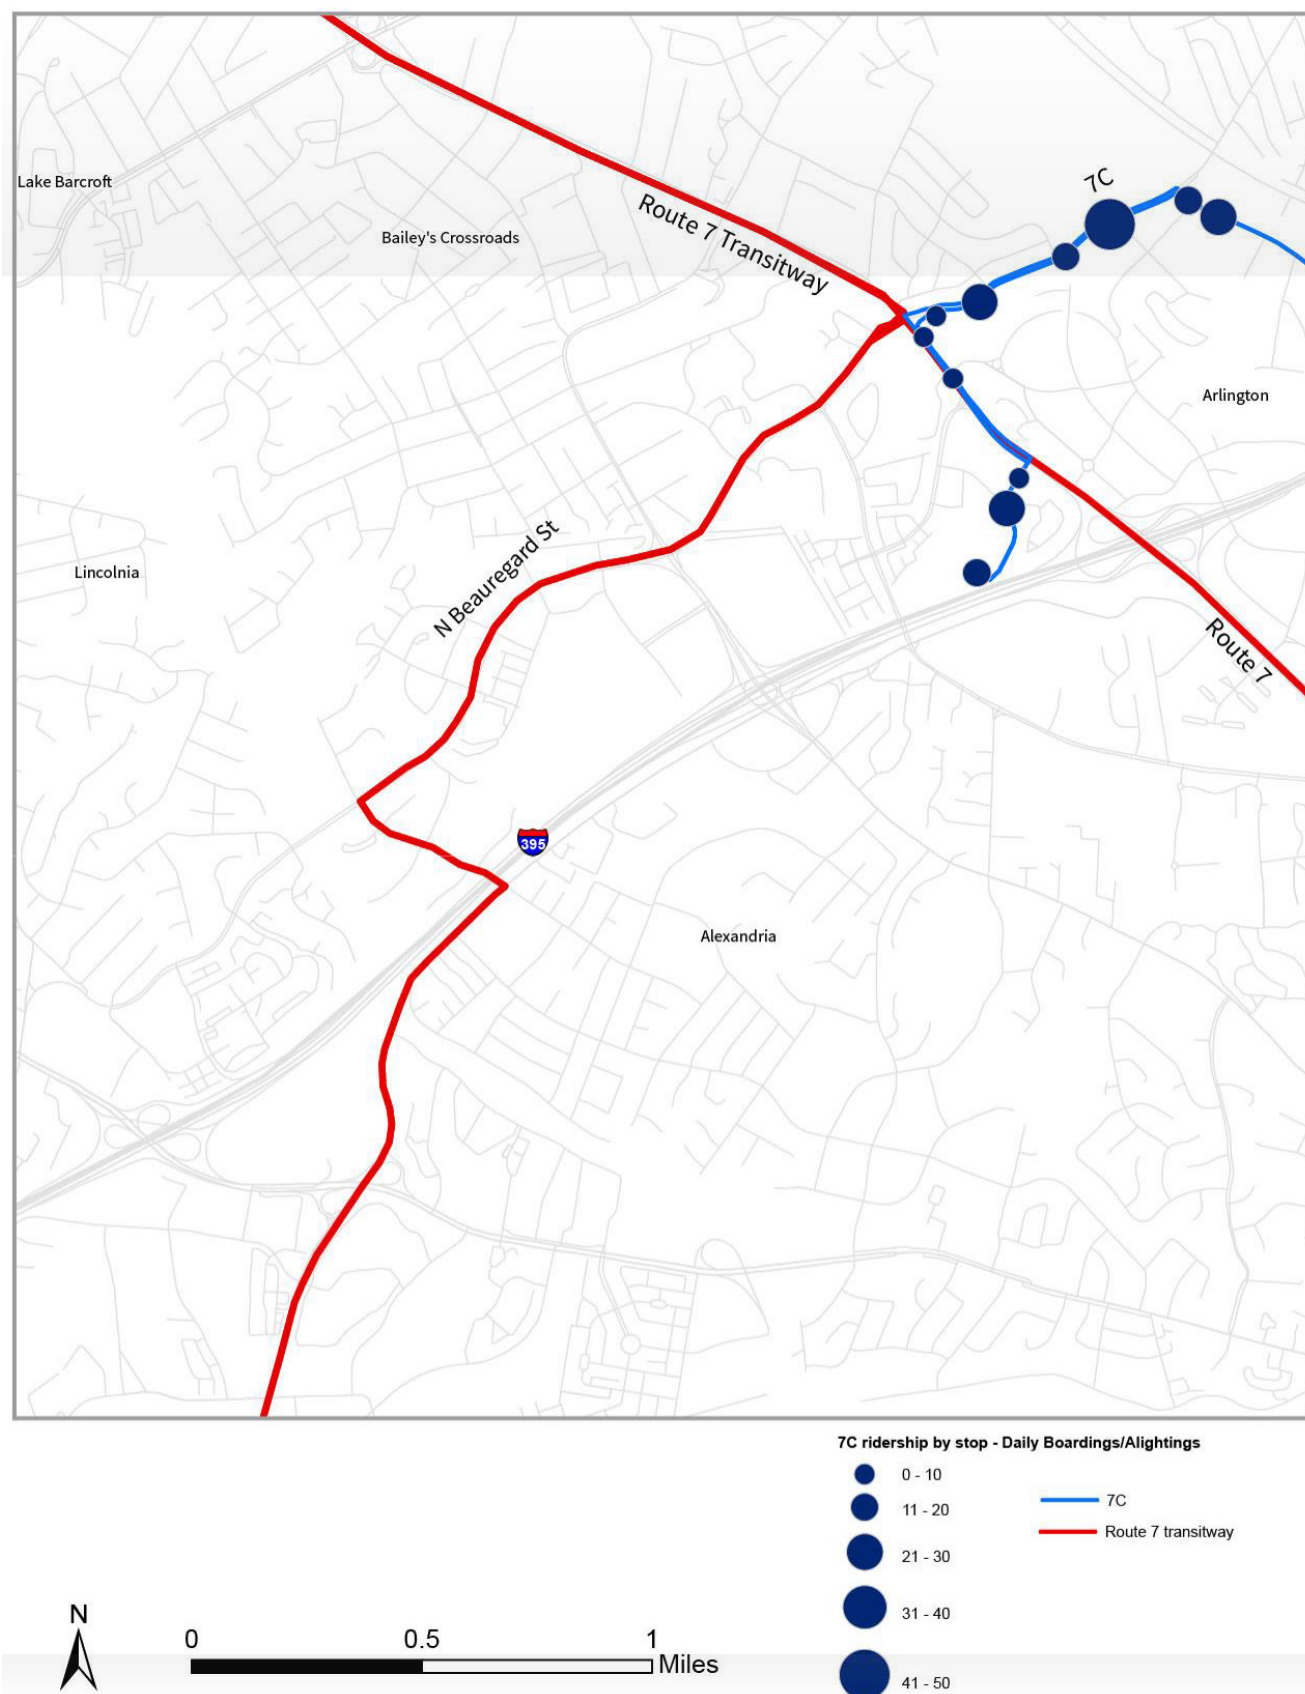 7C
Lake Barcroft
Route 7 Transitway
Bailey's Crossroads
Arlington
N Beauregard St
Lincolnia
Route 7
395
Alexandria
7C ridership by stop - Daily Boardings/Alightings
0 - 10
11 - 20
21 - 30
31 - 40
41 - 50
7C
Route 7 transitway
N
0 0.5 1 Miles